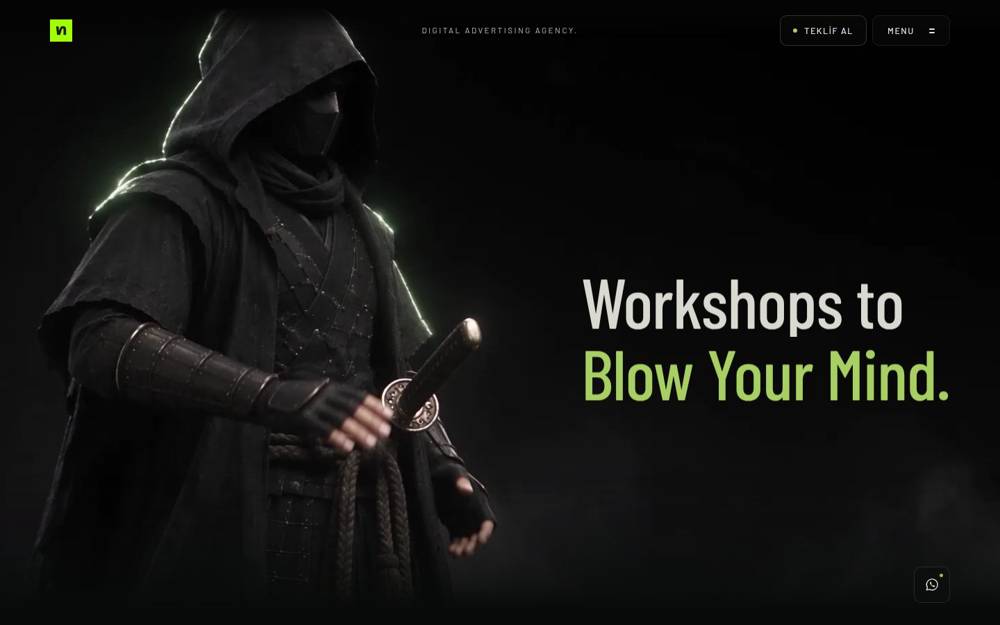 DIGITAL ADVERTISING AGENCY.
TEKLİF AL
MENU
Workshops to
Blow Your Mind.